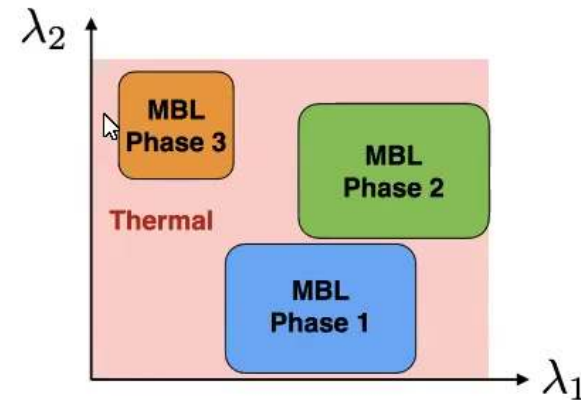 λ₂
MBL
Phase 3
MBL
Phase 2
Thermal
MBL
Phase 1
λ₁